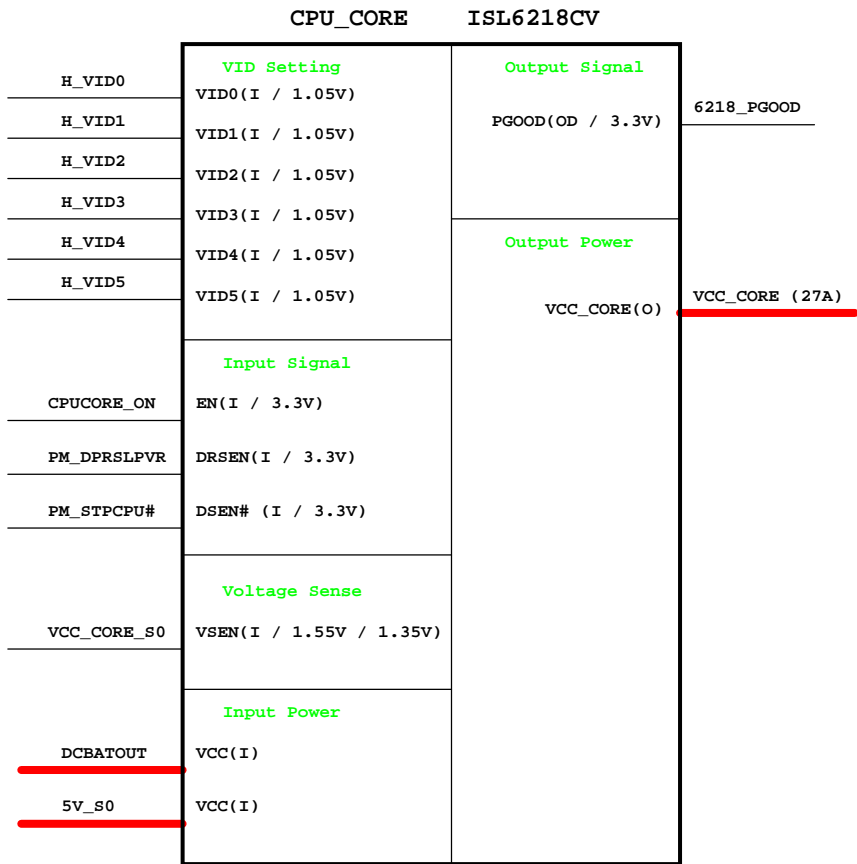 CPU_CORE ISL6218CV
VID Setting
H_VID0
VID0(I / 1.05V)
H_VID1
VID1(I / 1.05V)
H_VID2
VID2(I / 1.05V)
H_VID3
VID3(I / 1.05V)
H_VID4
VID4(I / 1.05V)
H_VID5
VID5(I / 1.05V)
Input Signal
CPUCORE_ON EN(I / 3.3V)
PM_DPRSLPVR DRSEN(I / 3.3V)
PM_STPCPU# DSEN# (I / 3.3V)
Voltage Sense
VCC_CORE_S0 VSEN(I / 1.55V / 1.35V)
Input Power
DCBATOUT VCC(I)
5V_S0 VCC(I)
Output Signal
6218_PGOOD
PGOOD(OD / 3.3V)
Output Power
VCC_CORE (27A)
VCC_CORE(O)